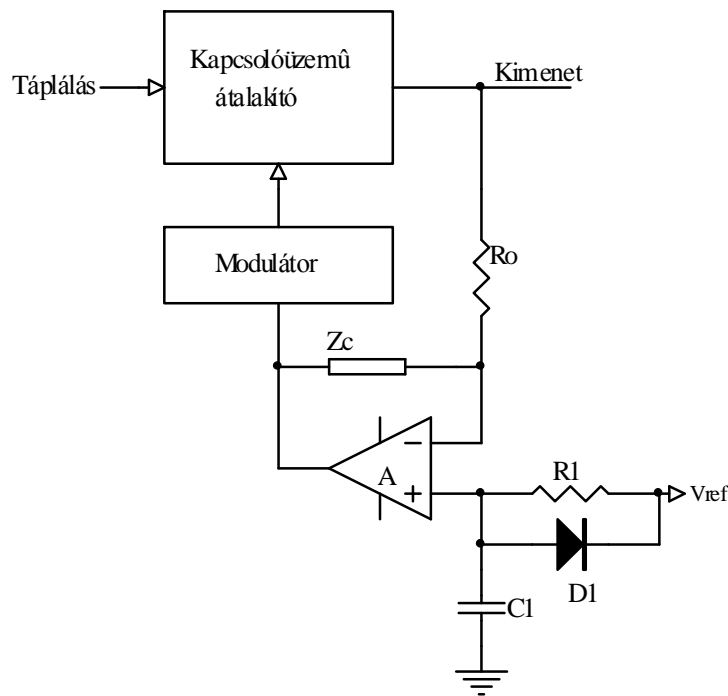 Kapcsolóüzemû
átalakító
Táplálás
Kimenet
Modulátor
Ro
Zc
A
R1
Vref
D1
C1